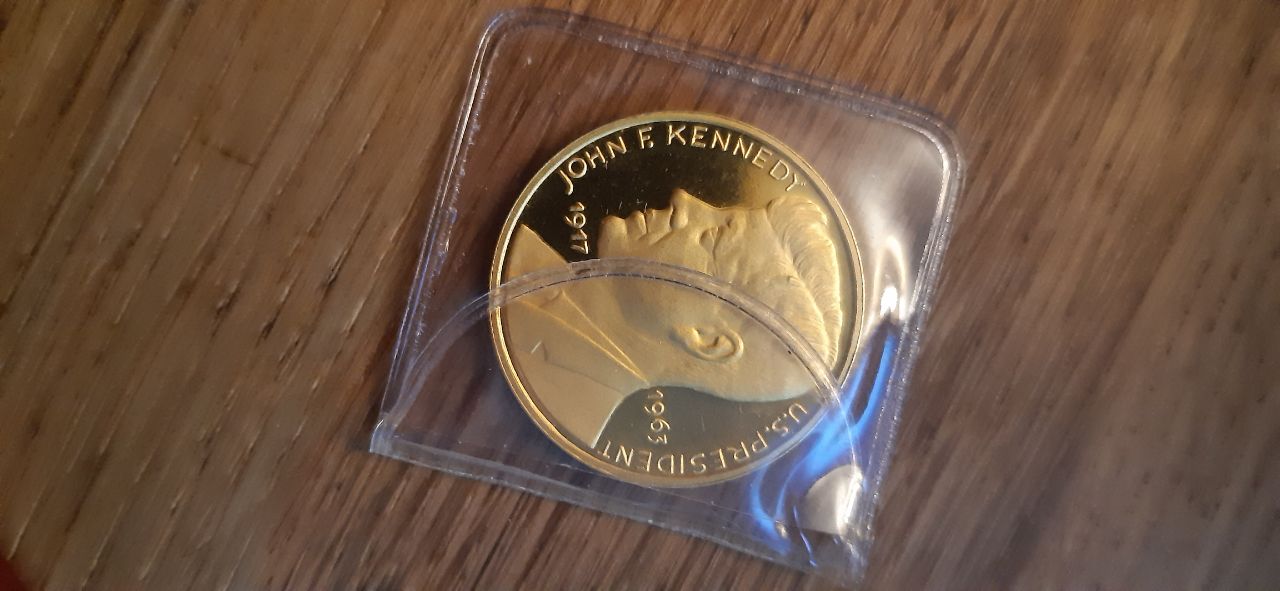 JOHN F. KENNEDY
1917
1963
U.S. PRESIDENT